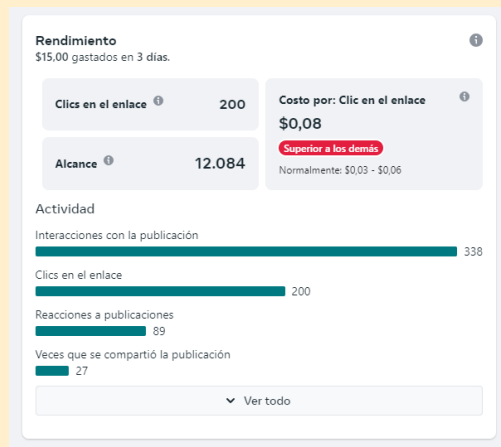 Rendimiento
$15,00 gastados en 3 días.
Clics en el enlace 200
Alcance 12.084
Costo por: Clic en el enlace
$0,08
Superior a los demás
Normalmente: $0,03 - $0,06
Actividad
Interacciones con la publicación
338
Clics en el enlace
200
Reacciones a publicaciones
89
Veces que se compartió la publicación
27
Ver todo